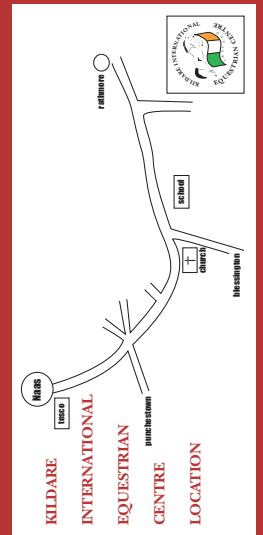 KILDARE
INTERNATIONAL
EQUESTRIAN
CENTRE
LOCATION
Naas
tesco
punchestown
church
blessington
school
rathmore
KILDARE INTERNATIONAL
EQUESTRIAN CENTRE